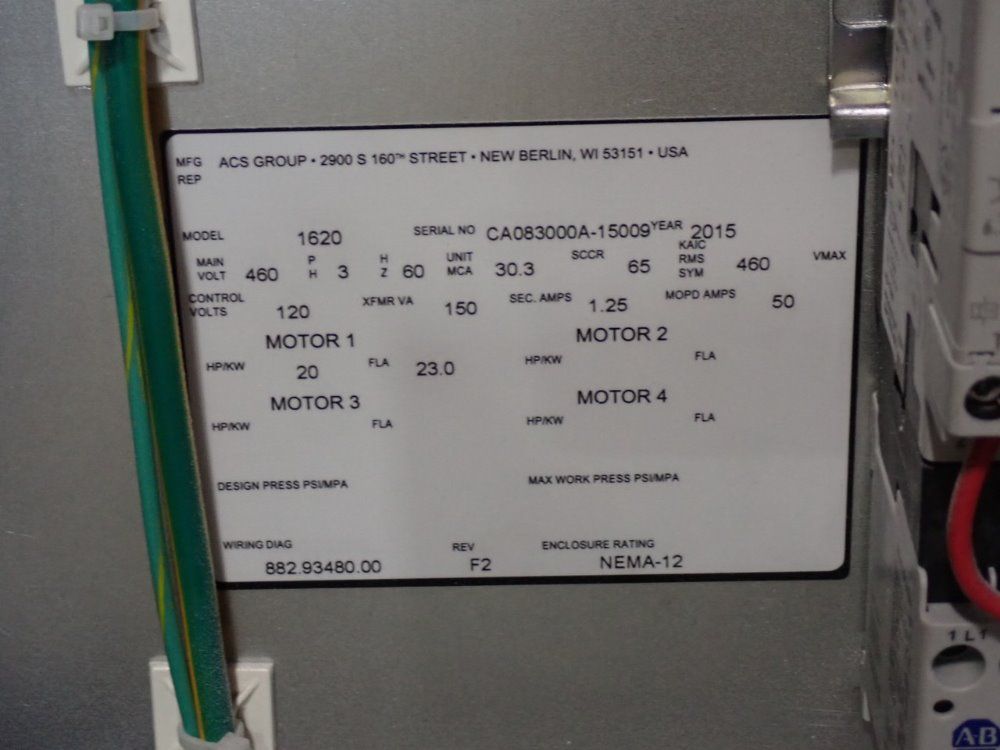 MFG ACS GROUP • 2900 S 160™ STREET • NEW BERLIN, WI 53151 • USA
REP
MODEL 1620 SERIAL NO CA083000A-15009 YEAR 2015
MAIN VOLT 460 PH 3 HZ 60 UNIT MCA 30.3 SCCR 65 KAIC RMS SYM 460 VMAX
CONTROL VOLTS 120 XFMR VA 150 SEC. AMPS 1.25 MOPD AMPS 50
MOTOR 1 MOTOR 2
HP/KW 20 FLA 23.0 HP/KW FLA
MOTOR 3 MOTOR 4
HP/KW FLA HP/KW FLA
DESIGN PRESS PSI/MPA MAX WORK PRESS PSI/MPA
WIRING DIAG 882.93480.00 REV F2 ENCLOSURE RATING NEMA-12
1 L1
A-B